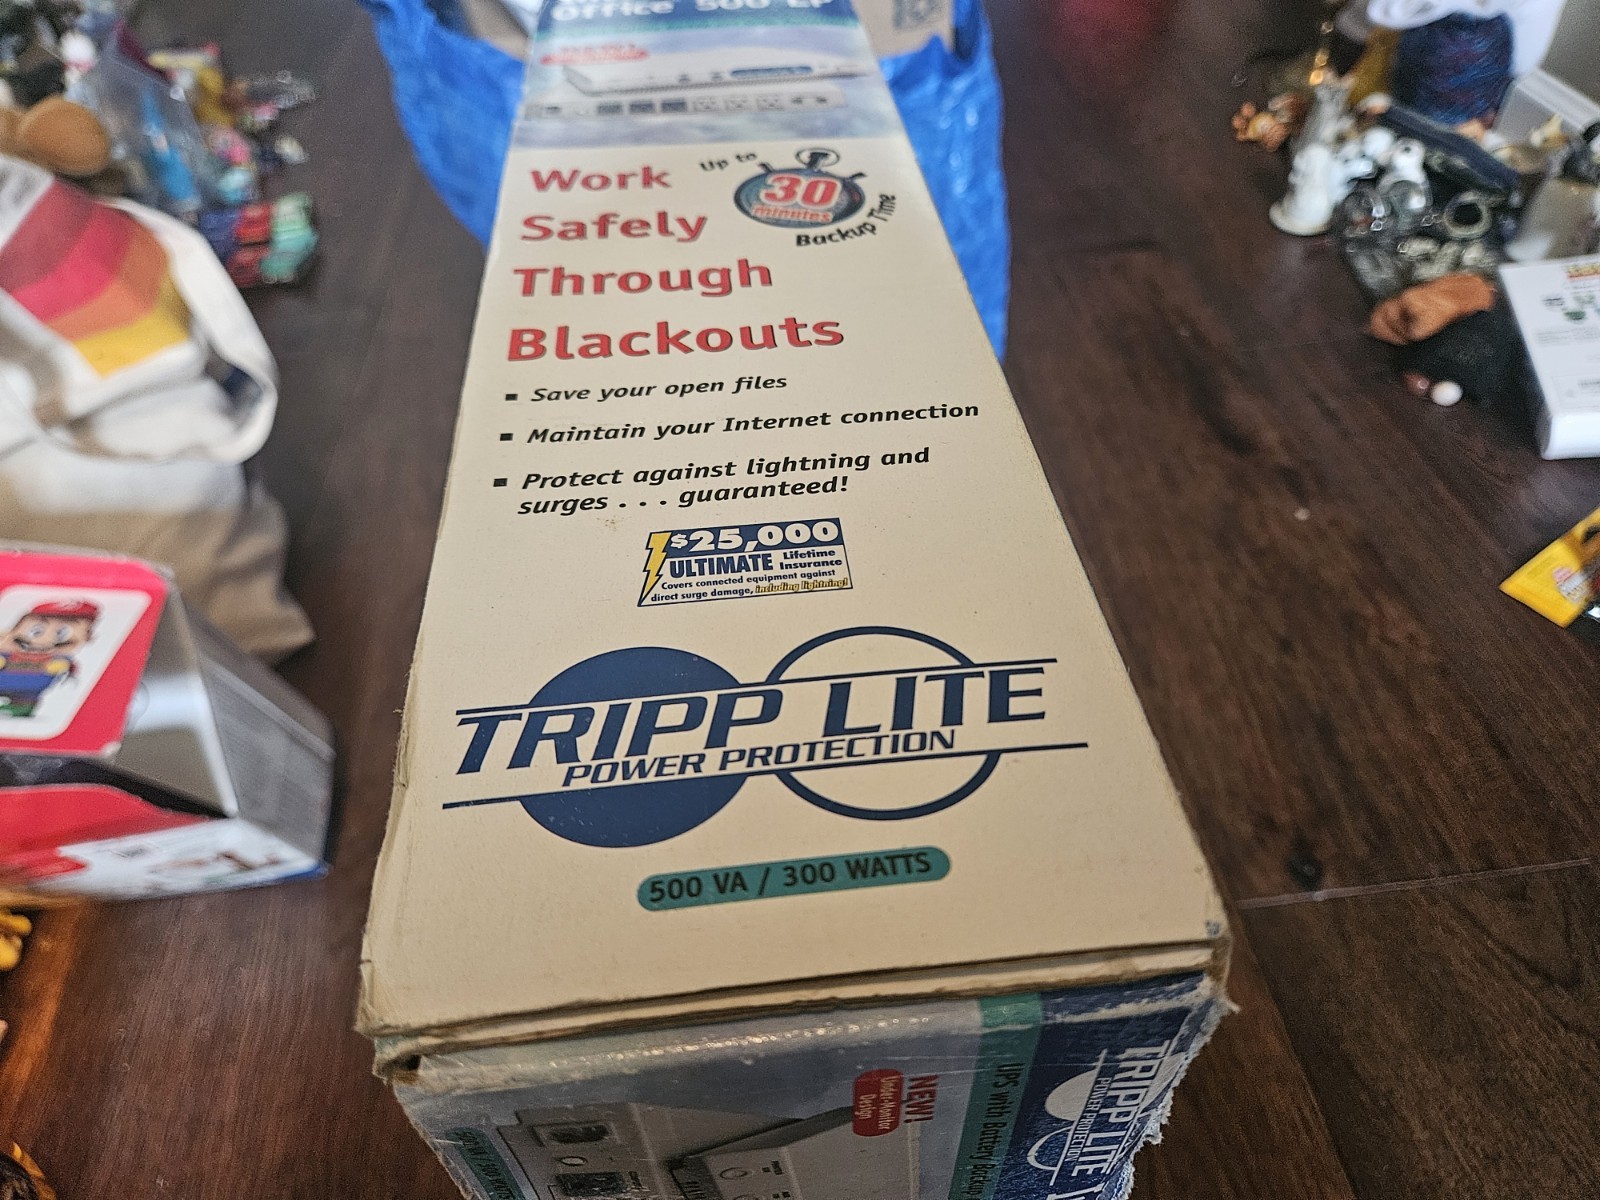 Office 500 LP
Work
Safely
Through
Blackouts
Up to
30
minutes
Backup Time
▪ Save your open files
▪ Maintain your Internet connection
▪ Protect against lightning and
surges . . . guaranteed!
$25,000
ULTIMATE Lifetime
Insurance
Covers connected equipment against
direct surge damage, including lightning!
TRIPP LITE
POWER PROTECTION
500 VA / 300 WATTS
NEW!
Under-Monitor
Design
UPS with Battery Backup
TRIPP LITE
POWER PROTECTION